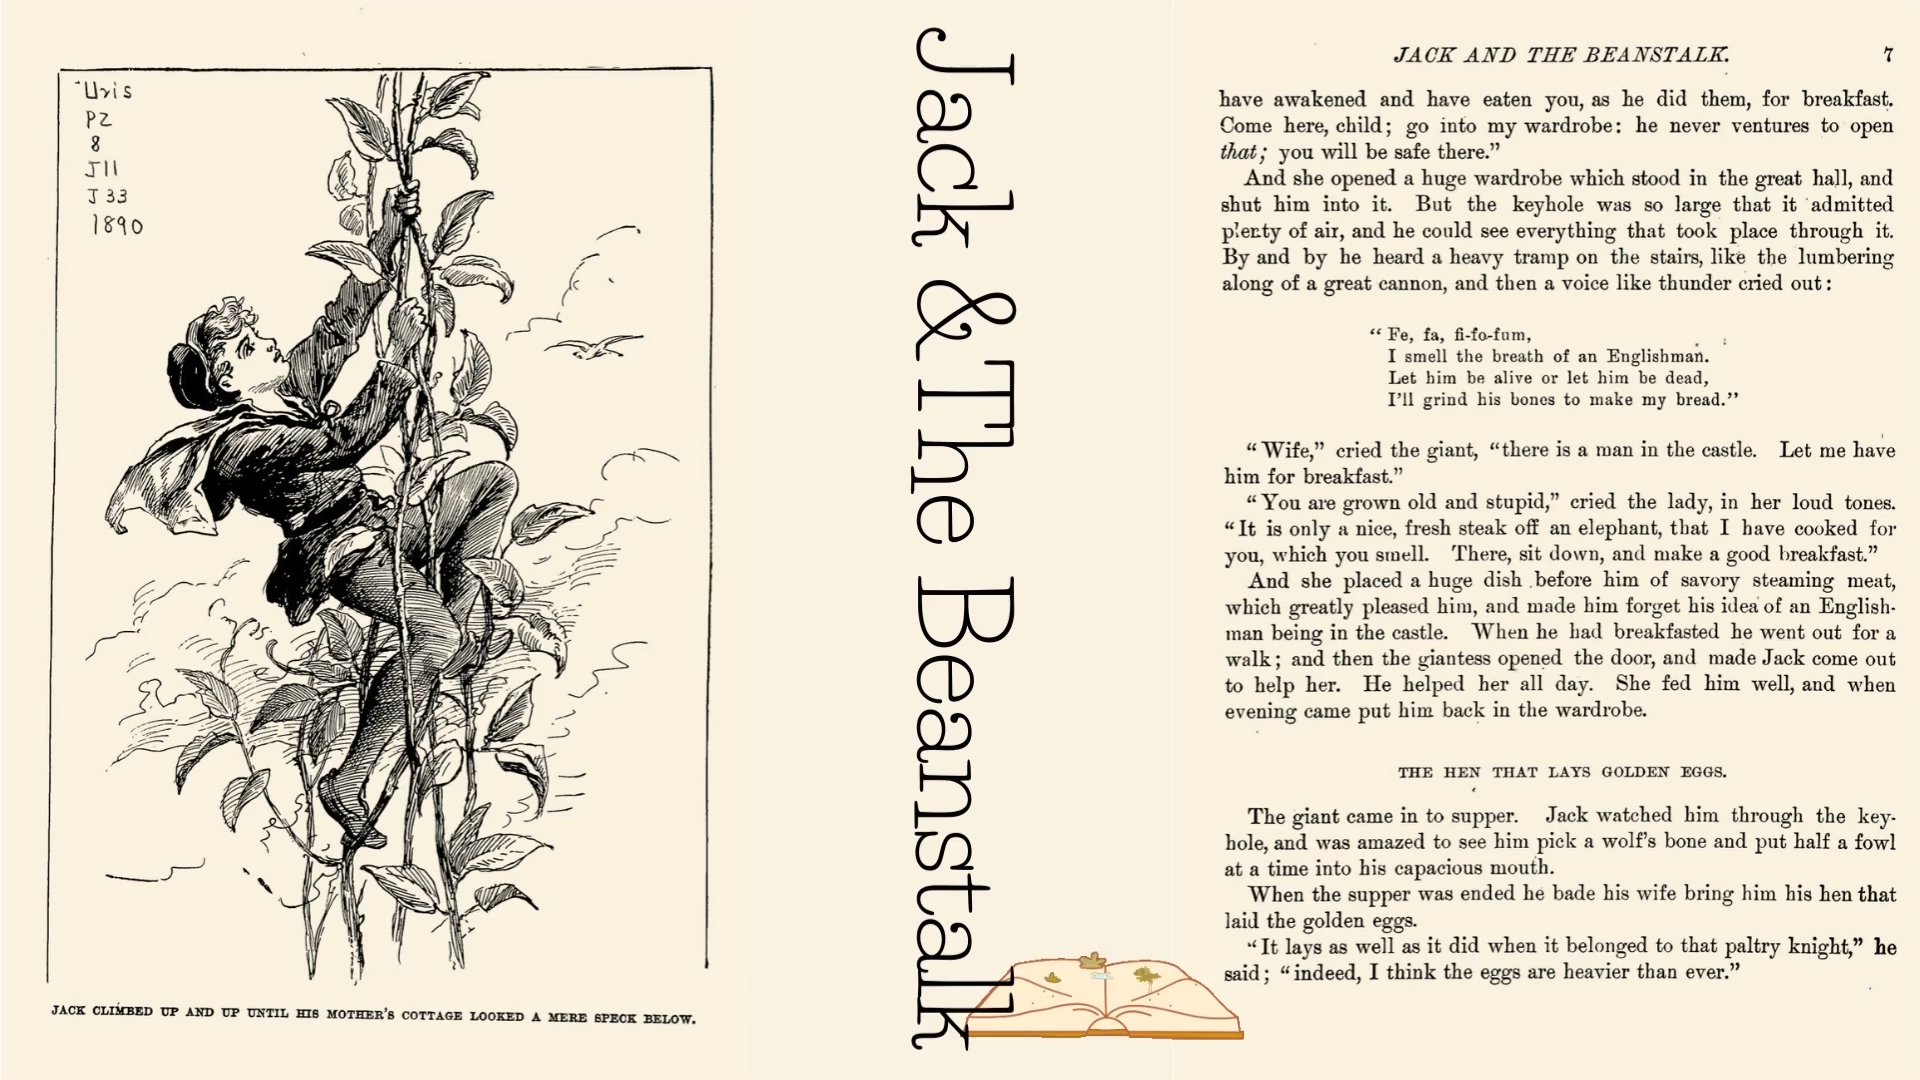 Uris
PZ
8
J11
J33
1890
JACK CLIMBED UP AND UP UNTIL HIS MOTHER'S COTTAGE LOOKED A MERE SPECK BELOW.
Jack & The Beanstalk
JACK AND THE BEANSTALK. 7
have awakened and have eaten you, as he did them, for breakfast.
Come here, child; go into my wardrobe: he never ventures to open
that; you will be safe there.”
And she opened a huge wardrobe which stood in the great hall, and
shut him into it. But the keyhole was so large that it admitted
plenty of air, and he could see everything that took place through it.
By and by he heard a heavy tramp on the stairs, like the lumbering
along of a great cannon, and then a voice like thunder cried out:
“Fe, fa, fi-fo-fum,
I smell the breath of an Englishman.
Let him be alive or let him be dead,
I'll grind his bones to make my bread.”
“Wife,” cried the giant, “there is a man in the castle. Let me have
him for breakfast.”
“You are grown old and stupid,” cried the lady, in her loud tones.
“It is only a nice, fresh steak off an elephant, that I have cooked for
you, which you smell. There, sit down, and make a good breakfast.”
And she placed a huge dish before him of savory steaming meat,
which greatly pleased him, and made him forget his idea of an English-
man being in the castle. When he had breakfasted he went out for a
walk; and then the giantess opened the door, and made Jack come out
to help her. He helped her all day. She fed him well, and when
evening came put him back in the wardrobe.
THE HEN THAT LAYS GOLDEN EGGS.
The giant came in to supper. Jack watched him through the key-
hole, and was amazed to see him pick a wolf's bone and put half a fowl
at a time into his capacious mouth.
When the supper was ended he bade his wife bring him his hen that
laid the golden eggs.
“It lays as well as it did when it belonged to that paltry knight,” he
said; “indeed, I think the eggs are heavier than ever.”